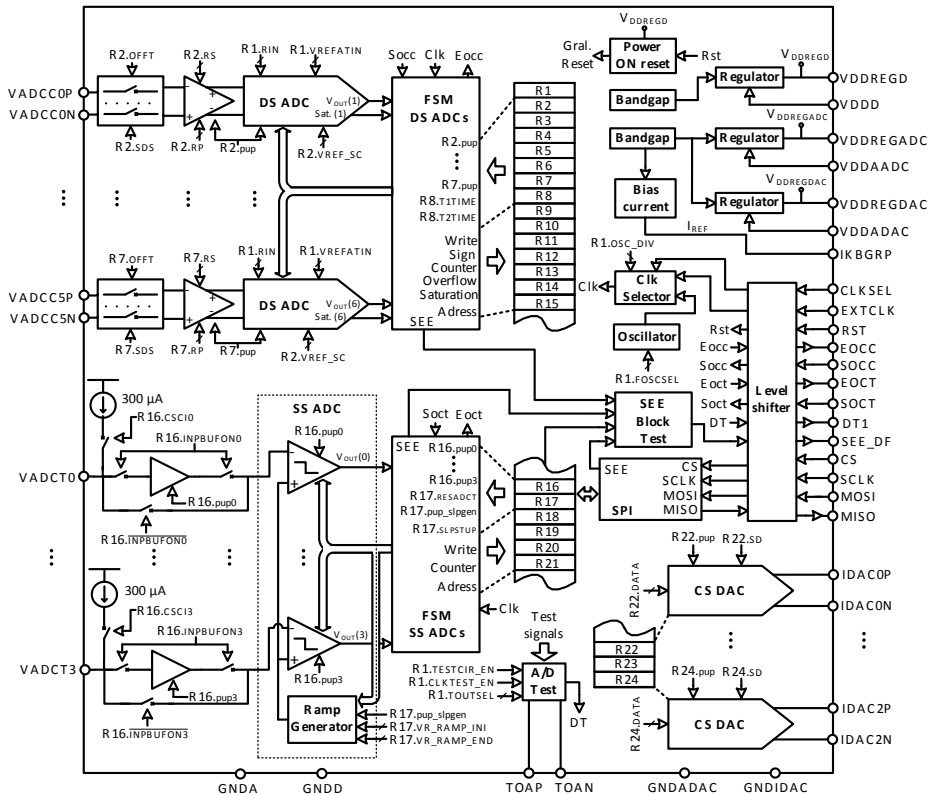 VDDREGD
Gral. Reset
Power ON reset
Rst
VDDREGD
Regulator
VDDREGD
Bandgap
VDDD
R2.OFFT
R2.RS
R1.RIN
R1.VREFATIN
Socc
Clk
Eocc
VADCC0P
VADCC0N
DS ADC
VOUT(1)
Sat.(1)
R2.SDS
R2.RP
R2.pup
R2.VREF_SC
FSM DS ADCs
R2.pup
R7.pup
R8.T1TIME
R8.T2TIME
Write
Sign
Counter
Overflow
Saturation
Adress
SEE
R1
R2
R3
R4
R5
R6
R7
R8
R9
R10
R11
R12
R13
R14
R15
Bandgap
VDDREGADC
Regulator
VDDREGADC
VDDAADC
Bias current
VDDREGDAC
Regulator
VDDREGDAC
VDDADAC
IREF
IKBGRP
R7.OFFT
R7.RS
R1.RIN
R1.VREFATIN
VADCC5P
VADCC5N
DS ADC
VOUT(6)
Sat.(6)
R7.SDS
R7.RP
R7.pup
R2.VREF_SC
R1.OSC_DIV
Clk
Clk Selector
Oscillator
R1.FOSCSEL
Rst
Eocc
Socc
Eoct
Soct
DT
Level shifter
CLKSEL
EXTCLK
RST
EOCC
SOCC
EOCT
SOCT
DT1
SEE_DF
CS
SCLK
MOSI
MISO
SEE Block Test
SEE
SPI
CS
SCLK
MOSI
MISO
300 µA
R16.CSCI0
R16.INPBUFON0
VADCT0
R16.pup0
R16.INPBUFON0
SS ADC
R16.pup0
VOUT(0)
Soct
Eoct
SEE
R16.pup0
R16.pup3
R17.RESADCT
R17.pup_slpgen
R17.SLPSTUP
Write
Counter
Adress
FSM SS ADCs
Clk
R16
R17
R18
R19
R20
R21
300 µA
R16.CSCI3
R16.INPBUFON3
VADCT3
R16.pup3
R16.INPBUFON3
VOUT(3)
R16.pup3
Ramp Generator
R17.pup_slpgen
R17.VR_RAMP_INI
R17.VR_RAMP_END
Test signals
R1.TESTCIR_EN
R1.CLKTEST_EN
R1.TOUTSEL
A/D Test
DT
R22.pup
R22.SD
R22.DATA
CS DAC
IDAC0P
IDAC0N
R22
R23
R24
R24.pup
R24.SD
R24.DATA
CS DAC
IDAC2P
IDAC2N
GNDA
GNDD
TOAP
TOAN
GNDADAC
GNDIDAC